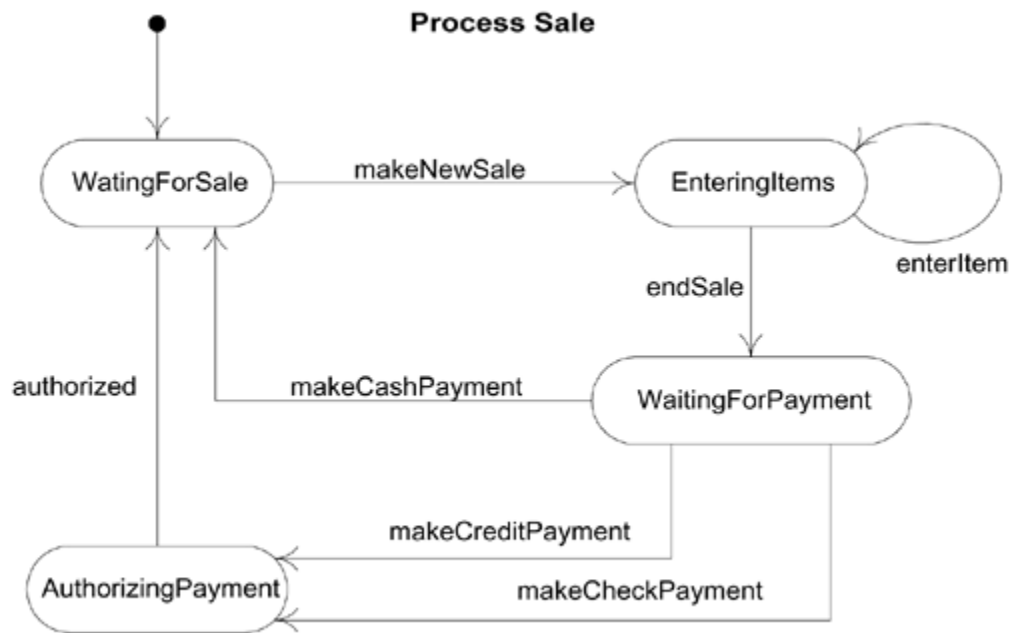 Process Sale
WatingForSale
makeNewSale
EnteringItems
enterItem
endSale
authorized
makeCashPayment
WaitingForPayment
makeCreditPayment
AuthorizingPayment
makeCheckPayment